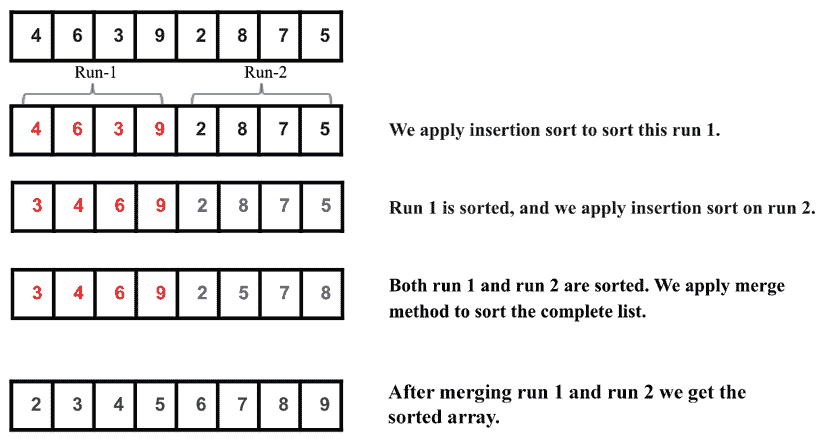 4 6 3 9 2 8 7 5
Run-1 Run-2
4 6 3 9 2 8 7 5
We apply insertion sort to sort this run 1.
3 4 6 9 2 8 7 5
Run 1 is sorted, and we apply insertion sort on run 2.
3 4 6 9 2 5 7 8
Both run 1 and run 2 are sorted. We apply merge
method to sort the complete list.
2 3 4 5 6 7 8 9
After merging run 1 and run 2 we get the
sorted array.